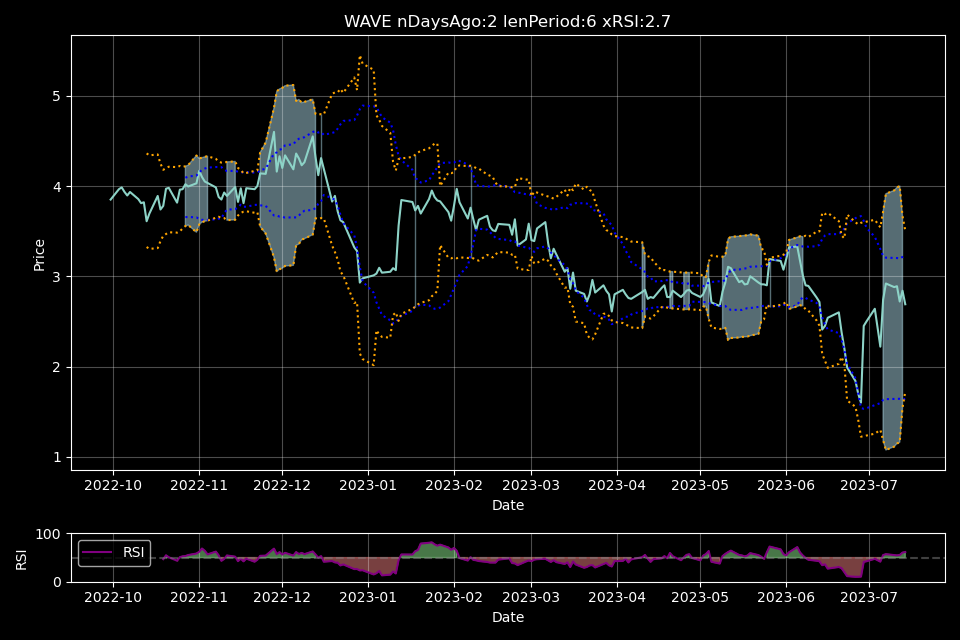 WAVE nDaysAgo:2 lenPeriod:6 xRSI:2.7
Price
5
4
3
2
1
2022-10 2022-11 2022-12 2023-01 2023-02 2023-03 2023-04 2023-05 2023-06 2023-07
Date
RSI
100
0
RSI
2022-10 2022-11 2022-12 2023-01 2023-02 2023-03 2023-04 2023-05 2023-06 2023-07
Date